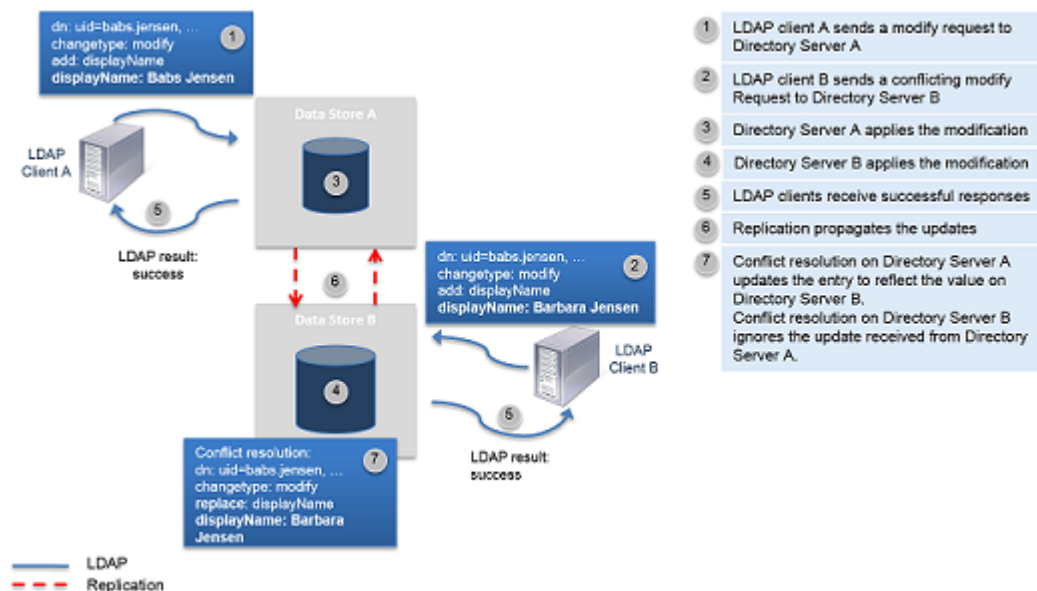 dn: uid=babs.jensen, ...
changetype: modify
add: displayName
displayName: Babs Jensen
1
Data Store A
LDAP
Client A
3
5
LDAP result:
success
6
dn: uid=babs.jensen, ...
changetype: modify
add: displayName
displayName: Barbara Jensen
2
Data Store B
LDAP
Client B
4
5
LDAP result:
success
Conflict resolution:
dn: uid=babs.jensen, ...
changetype: modify
replace: displayName
displayName: Barbara
Jensen
7
LDAP
Replication
1 LDAP client A sends a modify request to
Directory Server A
2 LDAP client B sends a conflicting modify
Request to Directory Server B
3 Directory Server A applies the modification
4 Directory Server B applies the modification
5 LDAP clients receive successful responses
6 Replication propagates the updates
7 Conflict resolution on Directory Server A
updates the entry to reflect the value on
Directory Server B.
Conflict resolution on Directory Server B
ignores the update received from Directory
Server A.